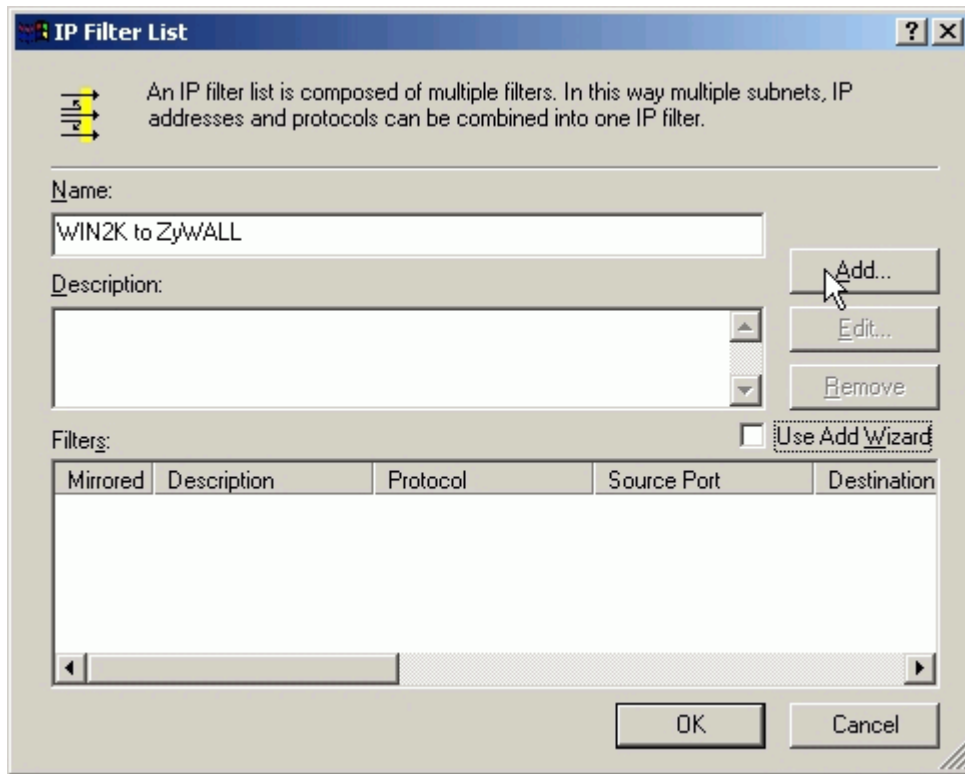 IP Filter List
An IP filter list is composed of multiple filters. In this way multiple subnets, IP
addresses and protocols can be combined into one IP filter.
Name:
WIN2K to ZyWALL
Add...
Description:
Edit...
Remove
Filters:
Use Add Wizard
Mirrored Description Protocol Source Port Destination
OK Cancel